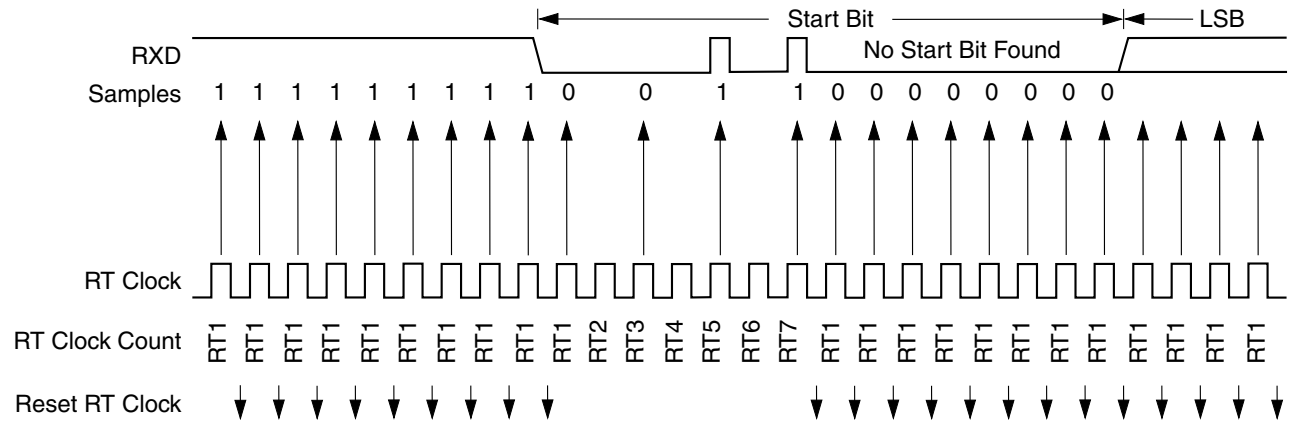 Start Bit LSB
RXD No Start Bit Found
Samples 1 1 1 1 1 1 1 1 1 0 0 1 1 0 0 0 0 0 0 0 0
RT Clock
RT Clock Count RT1 RT1 RT1 RT1 RT1 RT1 RT1 RT1 RT1 RT1 RT2 RT3 RT4 RT5 RT6 RT7 RT1 RT1 RT1 RT1 RT1 RT1 RT1 RT1 RT1 RT1 RT1 RT1
Reset RT Clock